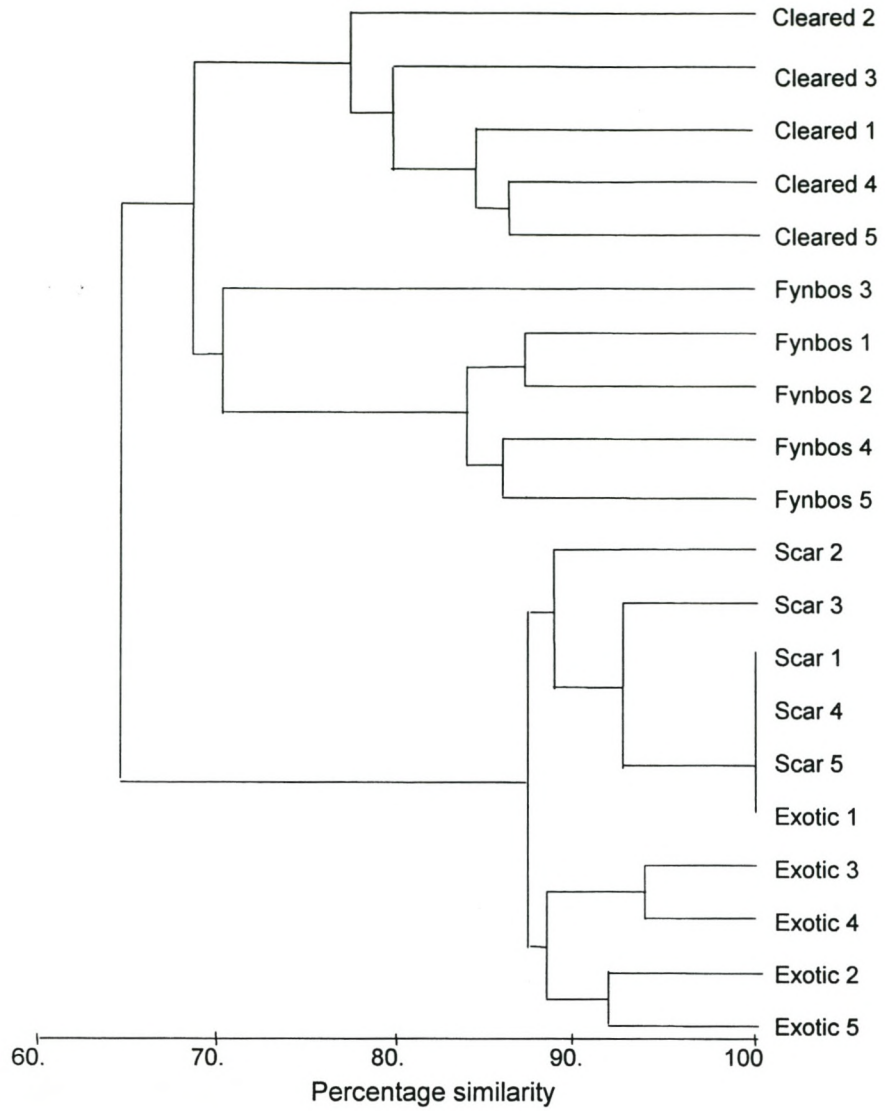 Cleared 2
Cleared 3
Cleared 1
Cleared 4
Cleared 5
Fynbos 3
Fynbos 1
Fynbos 2
Fynbos 4
Fynbos 5
Scar 2
Scar 3
Scar 1
Scar 4
Scar 5
Exotic 1
Exotic 3
Exotic 4
Exotic 2
Exotic 5
60. 70. 80. 90. 100
Percentage similarity